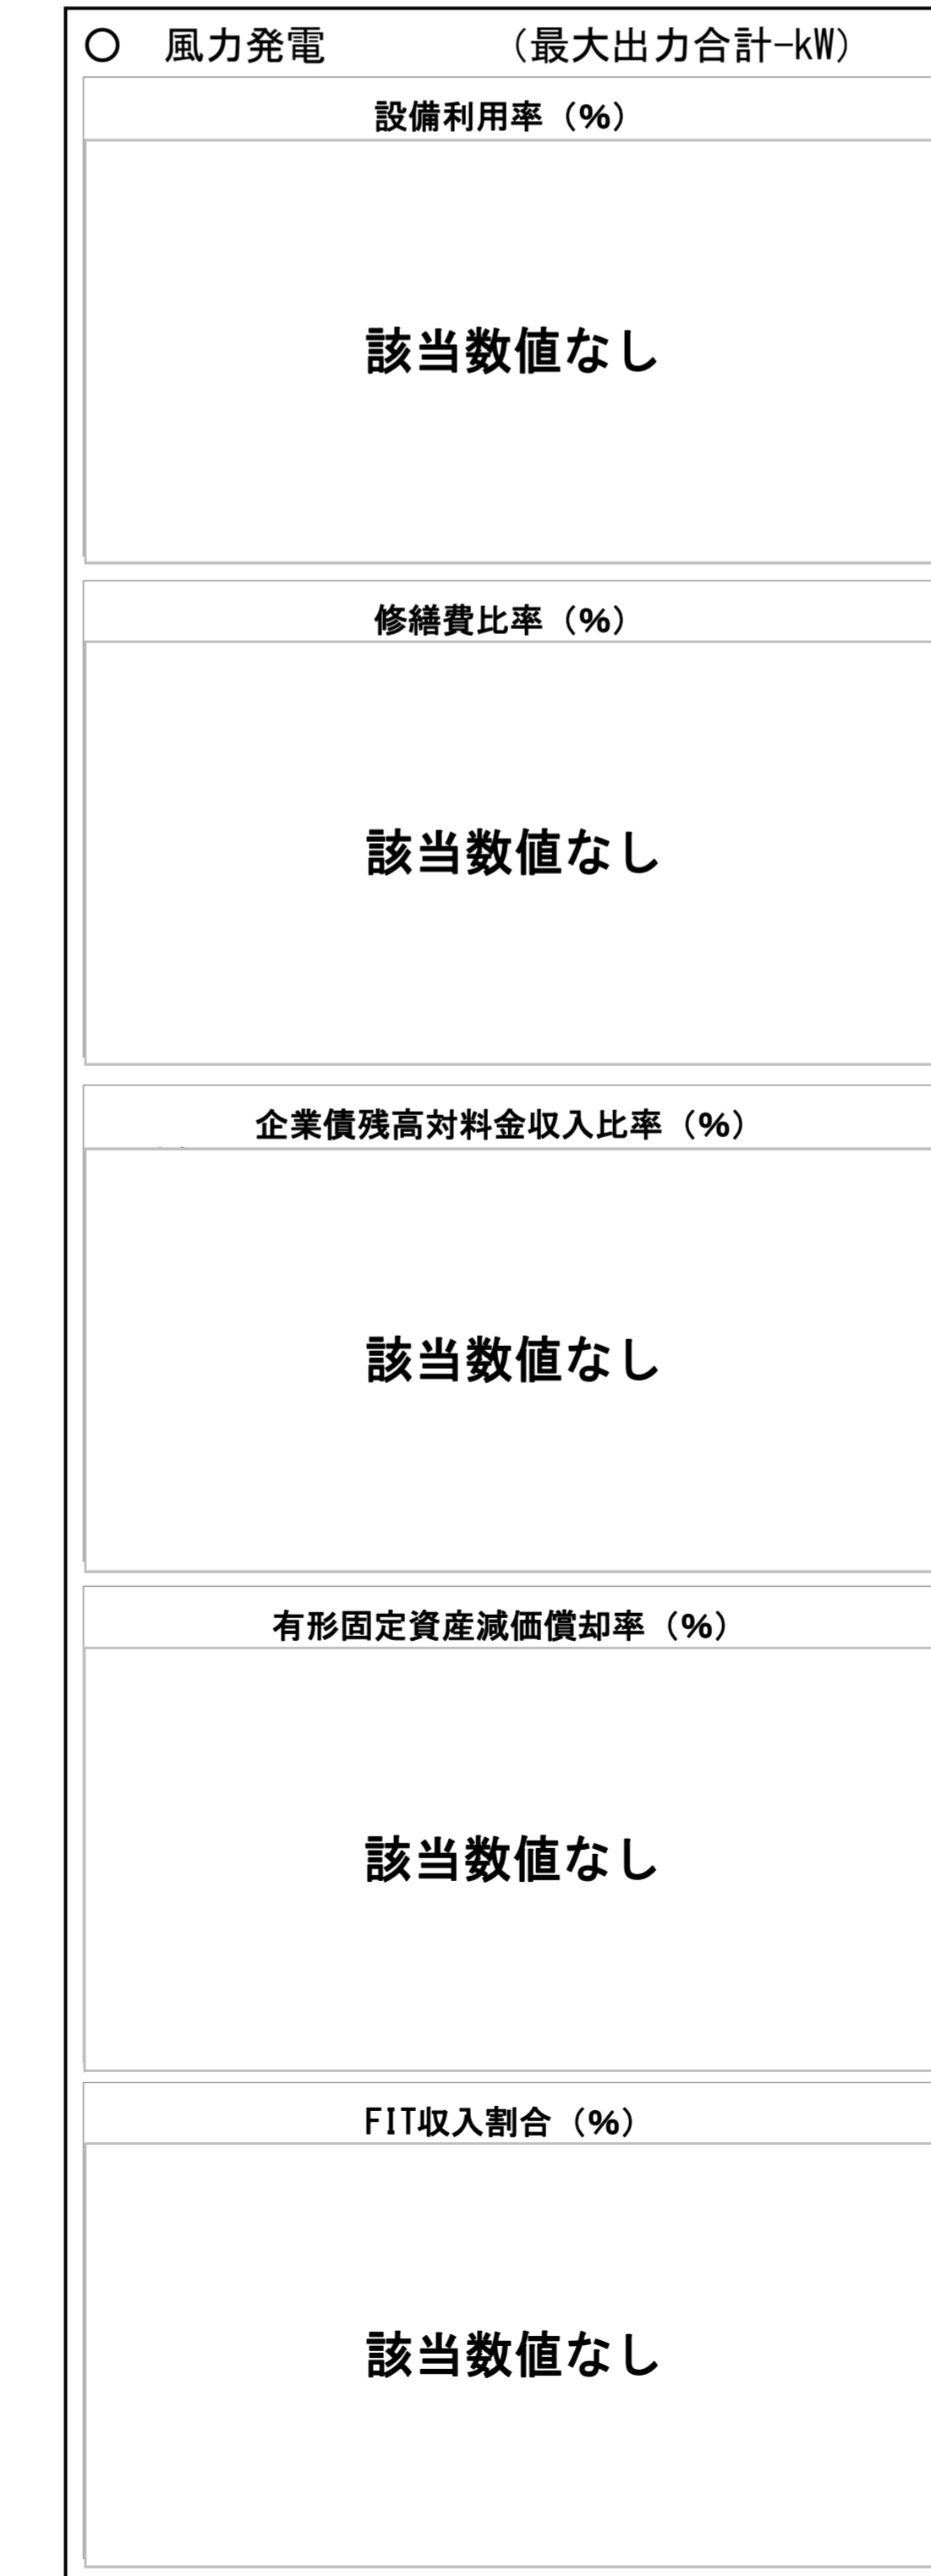 ○　風力発電　　　　　（最大出力合計-kW）
設備利用率（%）
該当数値なし
修繕費比率（%）
該当数値なし
企業債残高対料金収入比率（%）
該当数値なし
有形固定資産減価償却率（%）
該当数値なし
FIT収入割合（%）
該当数値なし